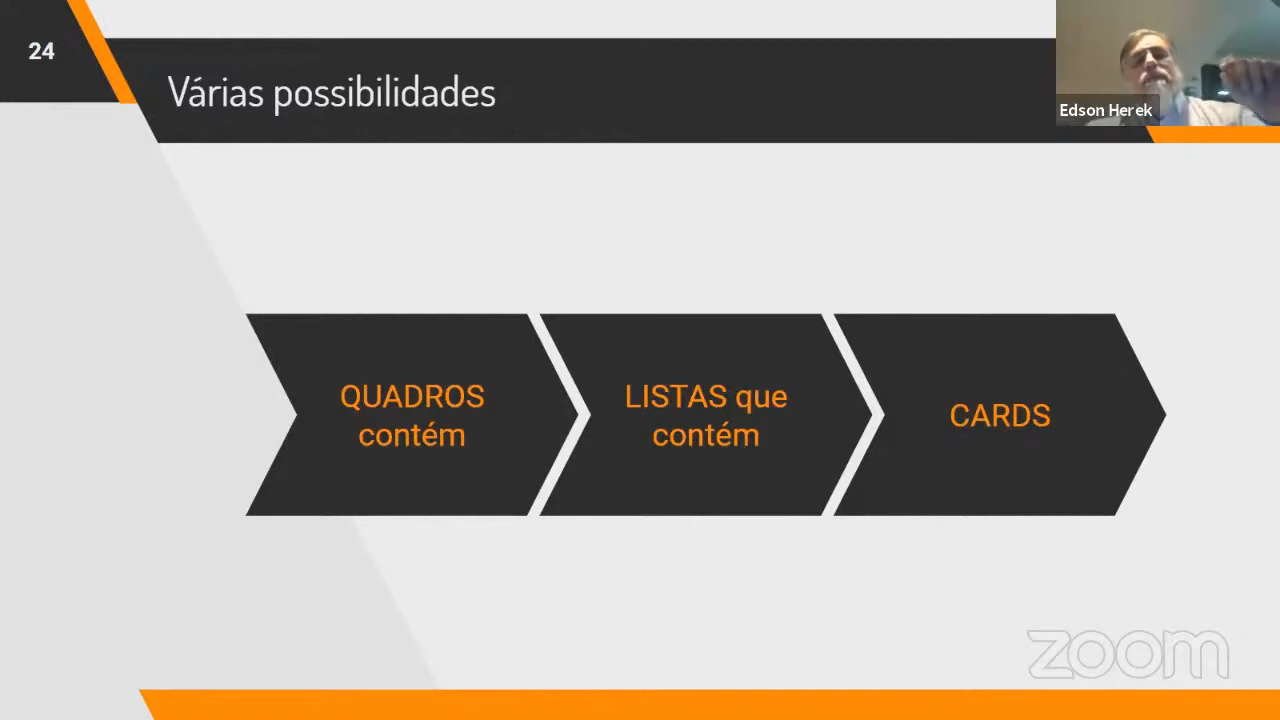 24
Várias possibilidades
Edson Herek
QUADROS
contém
LISTAS que
contém
CARDS
zoom